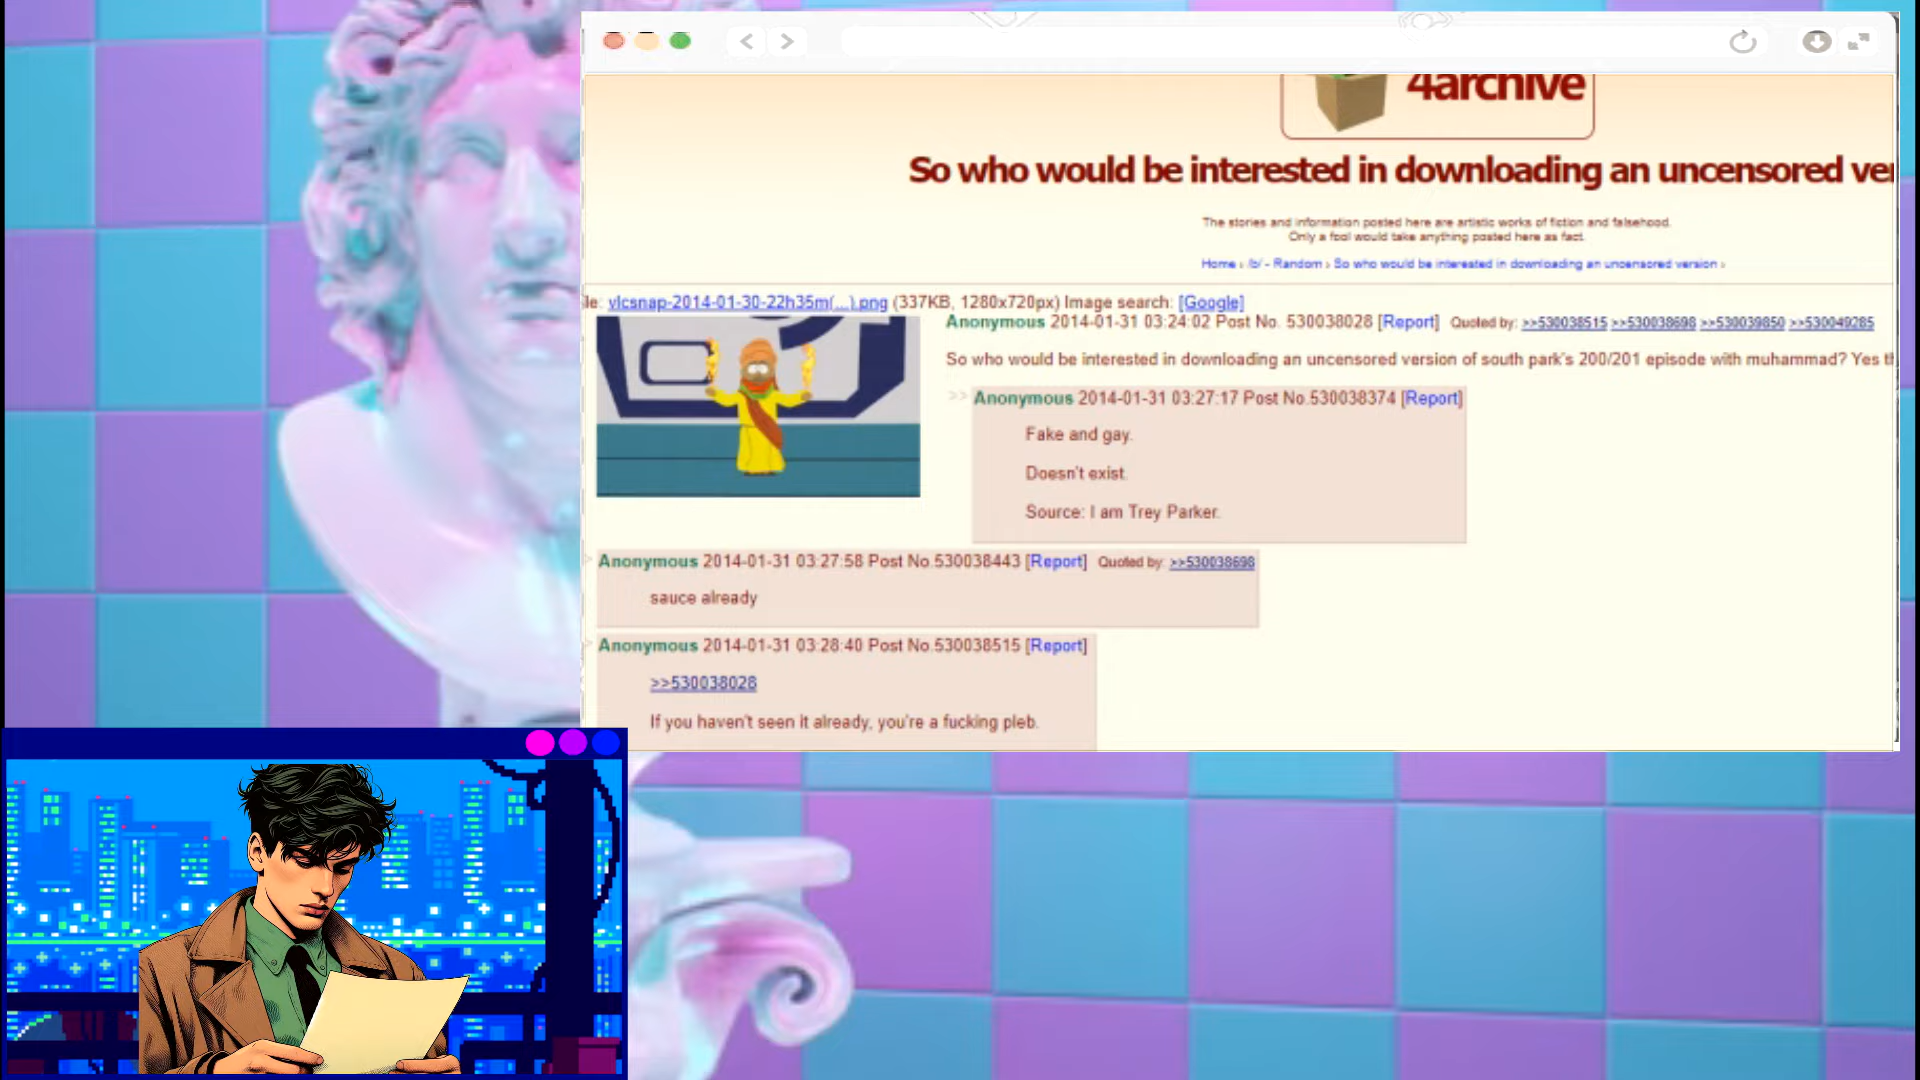 4archive
So who would be interested in downloading an uncensored ver
The stories and information posted here are artistic works of fiction and falsehood.
Only a fool would take anything posted here as fact.
Home › /b/ - Random › So who would be interested in downloading an uncensored version ›
le: vlcsnap-2014-01-30-22h35m(...).png (337KB, 1280x720px) Image search: [Google]
Anonymous 2014-01-31 03:24:02 Post No. 530038028 [Report] Quoted by: >>530038515 >>530038698 >>530039850 >>530049285
So who would be interested in downloading an uncensored version of south park's 200/201 episode with muhammad? Yes th
>> Anonymous 2014-01-31 03:27:17 Post No.530038374 [Report]
Fake and gay.
Doesn't exist.
Source: I am Trey Parker.
Anonymous 2014-01-31 03:27:58 Post No.530038443 [Report] Quoted by: >>530038698
sauce already
Anonymous 2014-01-31 03:28:40 Post No.530038515 [Report]
>>530038028
If you haven't seen it already, you're a fucking pleb.